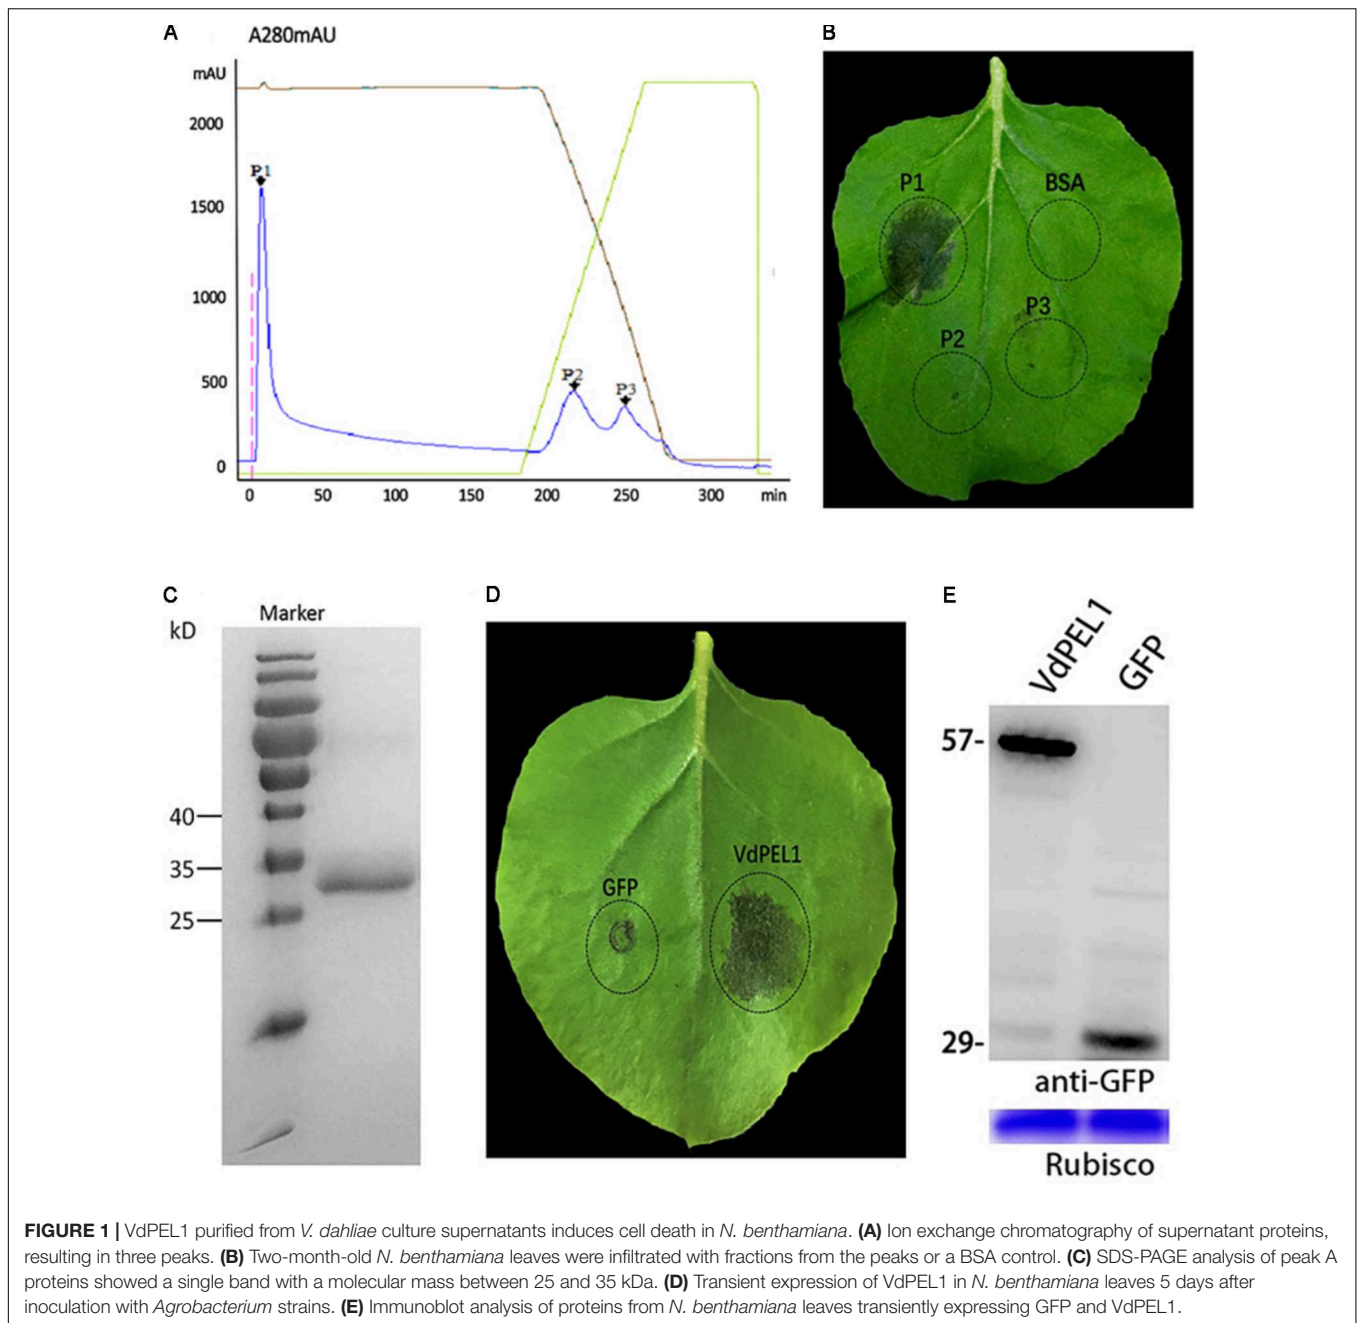 A
A280mAU
mAU
2000
1500
1000
500
0
P1
P2
P3
0 50 100 150 200 250 300 min
B
P1
BSA
P3
P2
C
Marker
kD
40
35
25
D
GFP
VdPEL1
E
VdPEL1
GFP
57-
29-
anti-GFP
Rubisco
FIGURE 1 | VdPEL1 purified from V. dahliae culture supernatants induces cell death in N. benthamiana. (A) Ion exchange chromatography of supernatant proteins,
resulting in three peaks. (B) Two-month-old N. benthamiana leaves were infiltrated with fractions from the peaks or a BSA control. (C) SDS-PAGE analysis of peak A
proteins showed a single band with a molecular mass between 25 and 35 kDa. (D) Transient expression of VdPEL1 in N. benthamiana leaves 5 days after
inoculation with Agrobacterium strains. (E) Immunoblot analysis of proteins from N. benthamiana leaves transiently expressing GFP and VdPEL1.